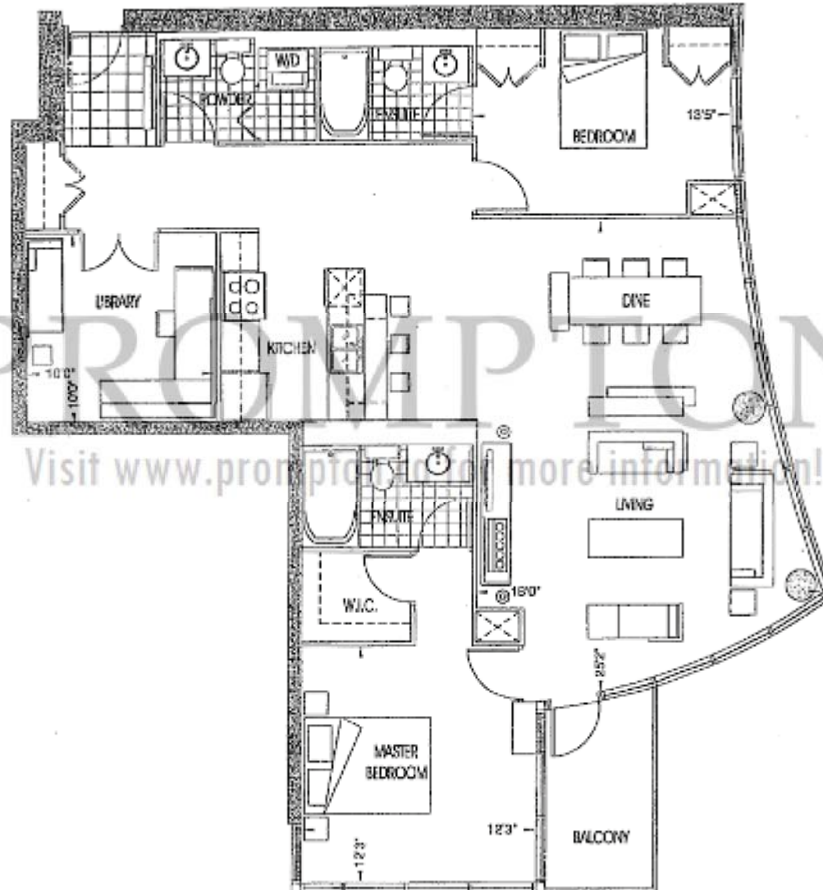 W/D
POWDER
ENSUITE
BEDROOM
13'5"
LIBRARY
DINE
KITCHEN
10'0"
10'0"
PROMPTON
Visit www.prompton.ca for more information!
ENSUITE
LIVING
W.I.C.
16'0"
25'2"
MASTER
BEDROOM
12'3"
12'3"
BALCONY